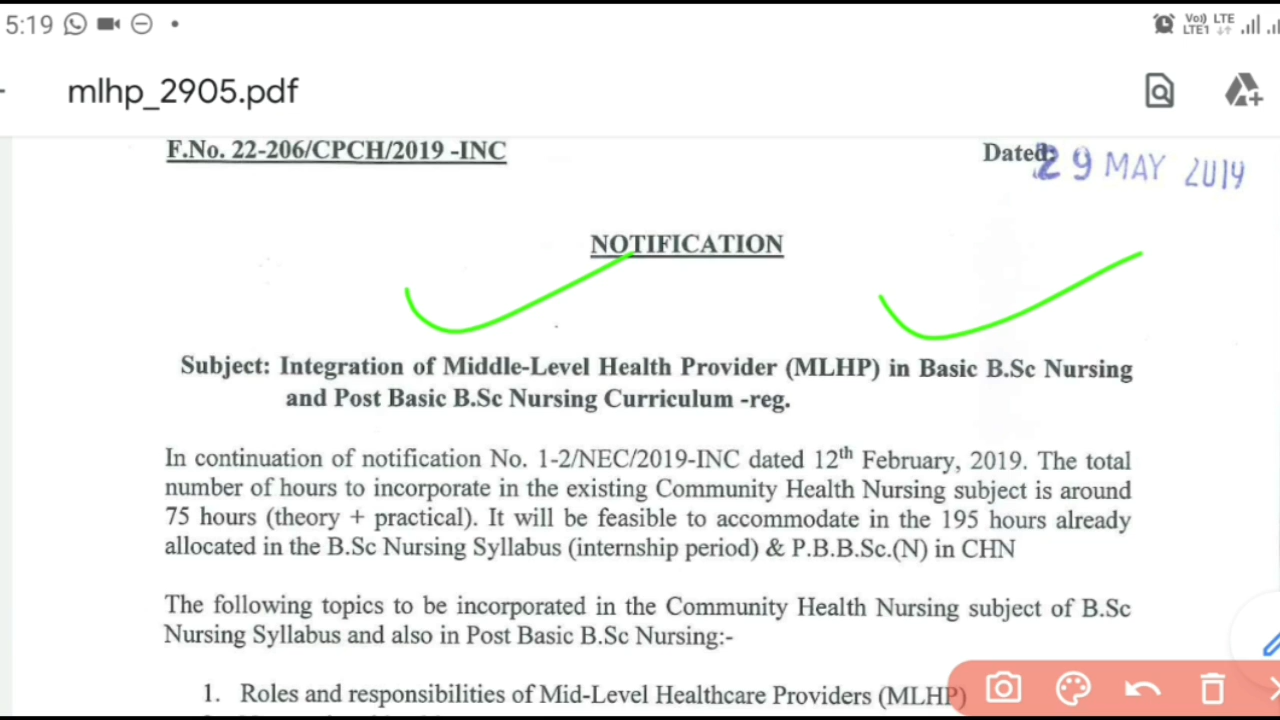 5:19
Vo)) LTE
LTE1
mlhp_2905.pdf
F.No. 22-206/CPCH/2019 -INC
Dated: 29 MAY 2019
NOTIFICATION
Subject: Integration of Middle-Level Health Provider (MLHP) in Basic B.Sc Nursing
and Post Basic B.Sc Nursing Curriculum -reg.
In continuation of notification No. 1-2/NEC/2019-INC dated 12th February, 2019. The total
number of hours to incorporate in the existing Community Health Nursing subject is around
75 hours (theory + practical). It will be feasible to accommodate in the 195 hours already
allocated in the B.Sc Nursing Syllabus (internship period) & P.B.B.Sc.(N) in CHN
The following topics to be incorporated in the Community Health Nursing subject of B.Sc
Nursing Syllabus and also in Post Basic B.Sc Nursing:-
1. Roles and responsibilities of Mid-Level Healthcare Providers (MLHP)